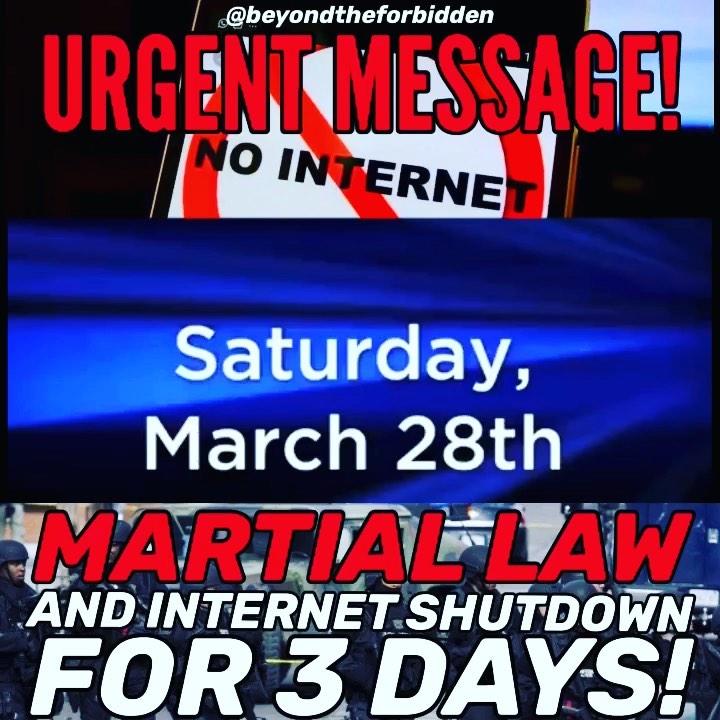 @beyondtheforbidden
URGENT MESSAGE!
NO INTERNET
Saturday,
March 28th
MARTIAL LAW
AND INTERNET SHUTDOWN
FOR 3 DAYS!